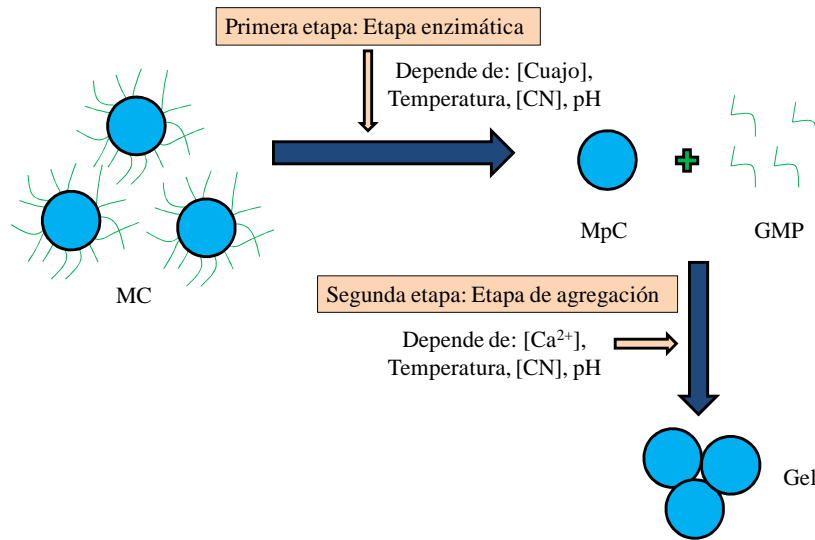 Primera etapa: Etapa enzimática
Depende de: [Cuajo],
Temperatura, [CN], pH
MC
MpC
GMP
Segunda etapa: Etapa de agregación
Depende de: [Ca²⁺],
Temperatura, [CN], pH
Gel